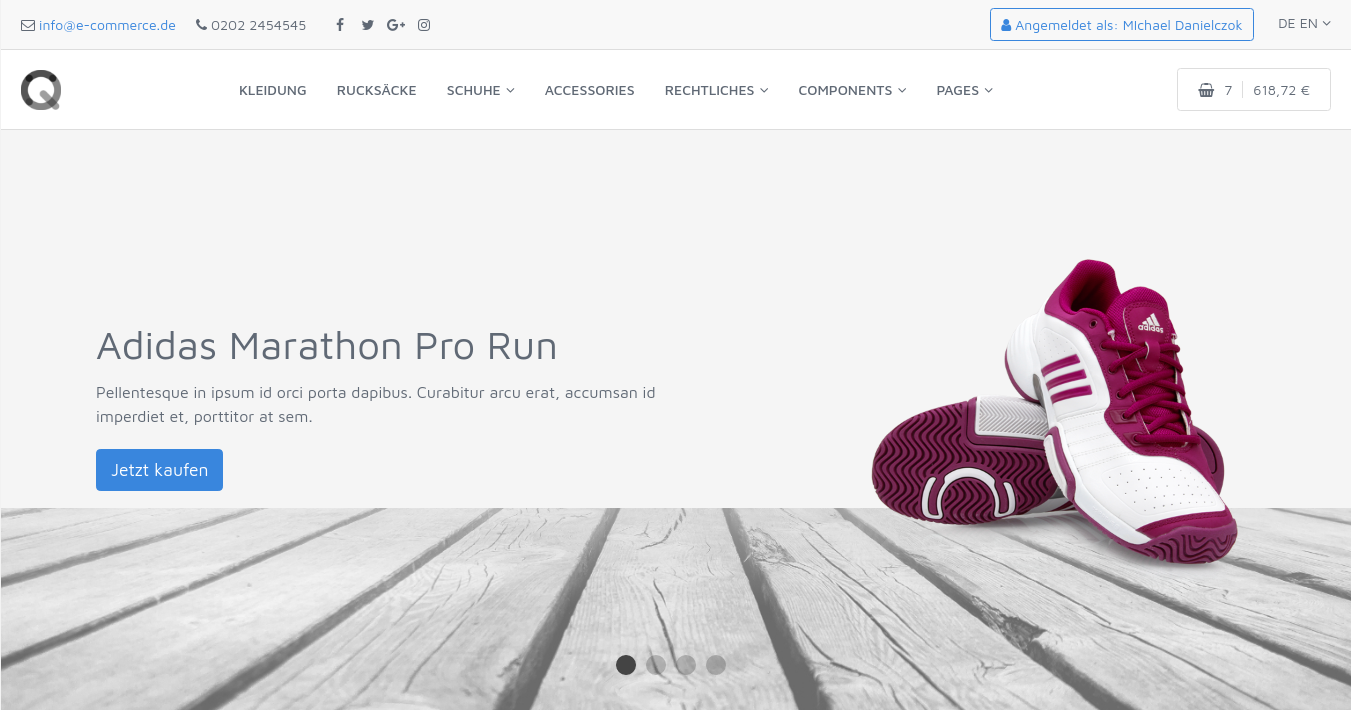 info@e-commerce.de 0202 2454545 Angemeldet als: MIchael Danielczok DE EN
KLEIDUNG RUCKSÄCKE SCHUHE ACCESSORIES RECHTLICHES COMPONENTS PAGES 7 618,72 €
adidas
Adidas Marathon Pro Run
Pellentesque in ipsum id orci porta dapibus. Curabitur arcu erat, accumsan id
imperdiet et, porttitor at sem.
Jetzt kaufen